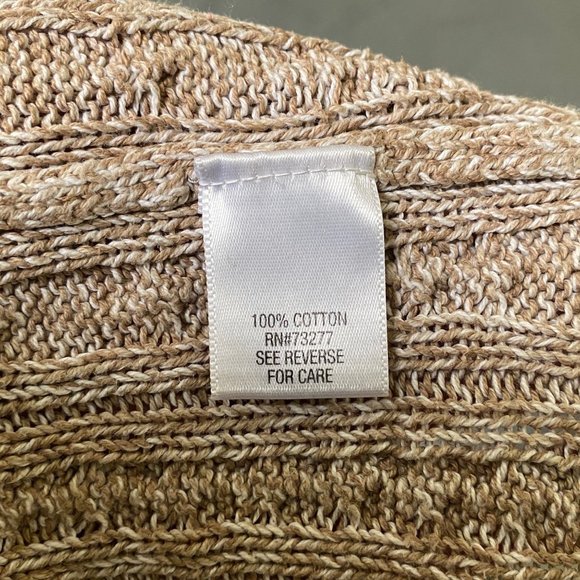 100% COTTON
RN#73277
SEE REVERSE
FOR CARE